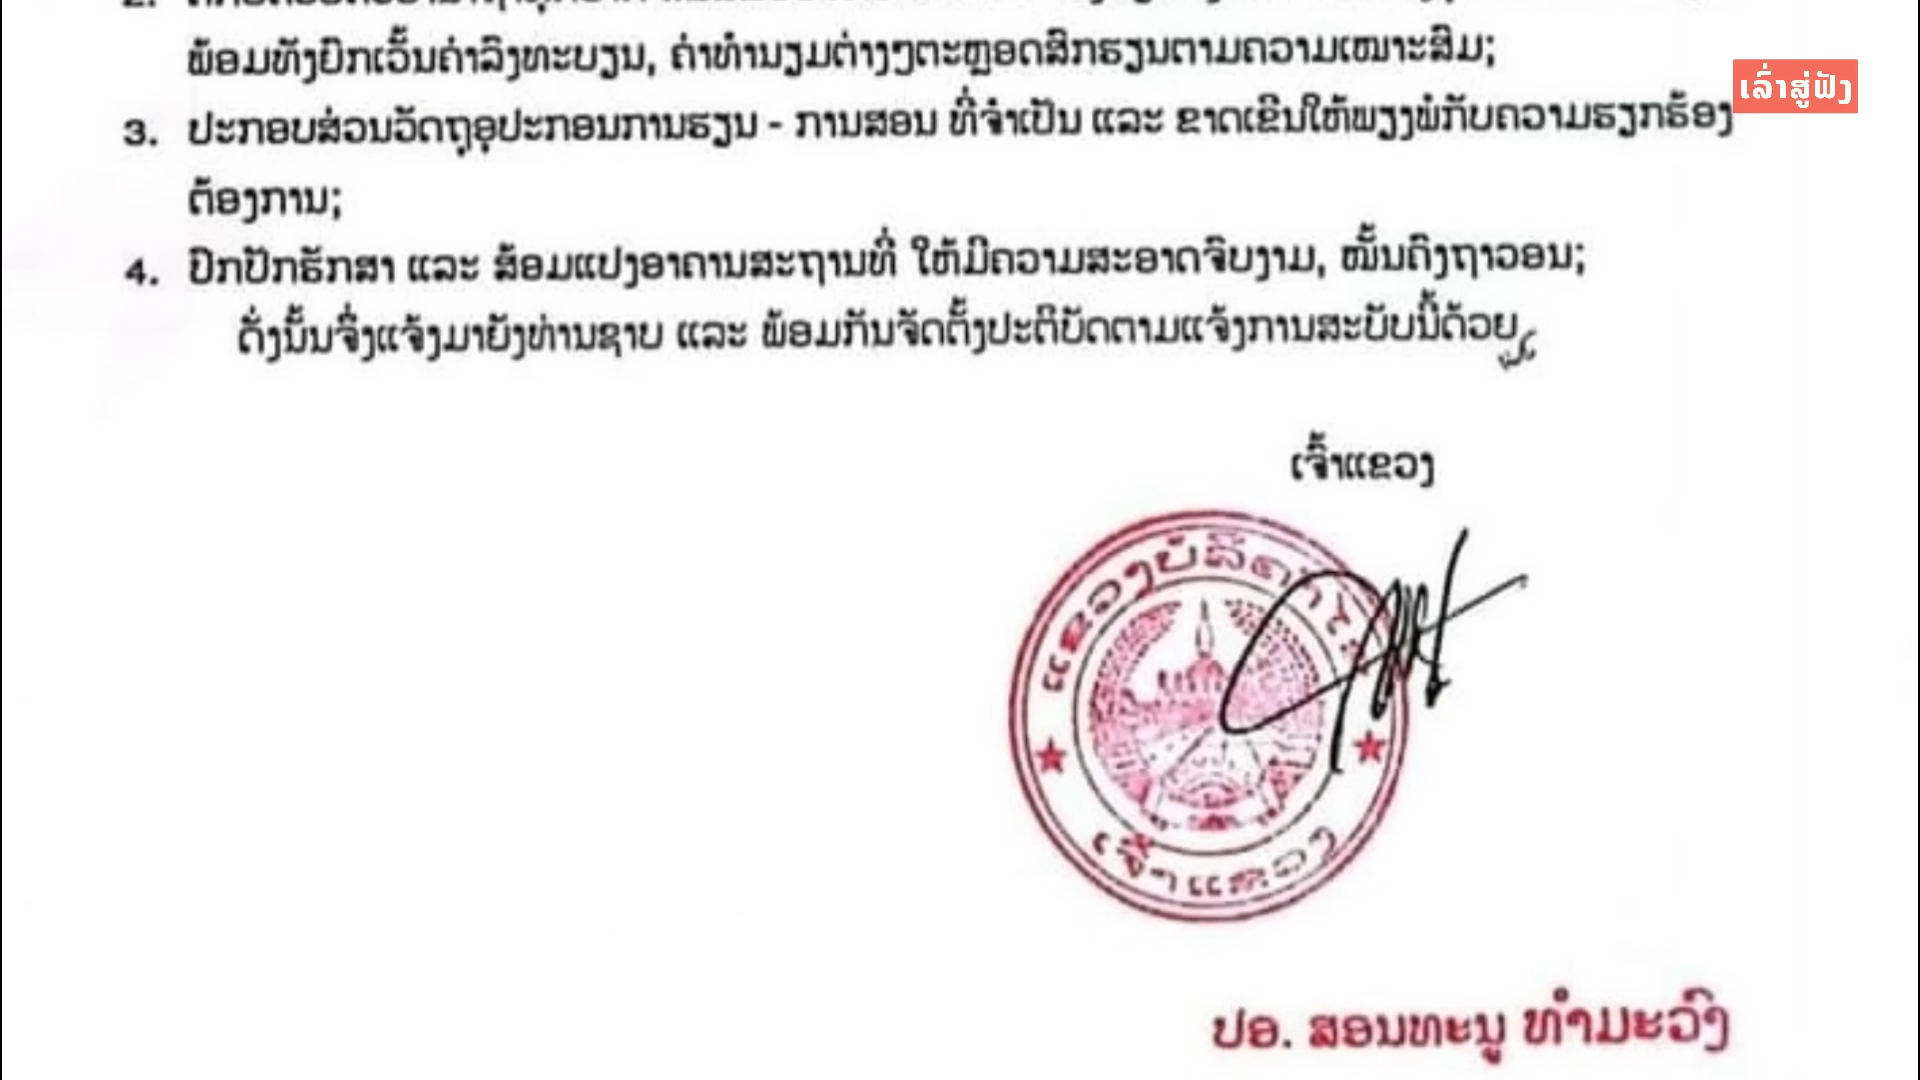 ພ້ອມທັງຍົກເວັ້ນຄ່າລົງທະບຽນ, ຄ່າທຳນຽມຕ່າງໆຕະຫຼອດສົກຮຽນຕາມຄວາມເໝາະສົມ;
ເລົ່າສູ່ຟັງ
3. ປະກອບສ່ວນວັດຖຸອຸປະກອນການຮຽນ - ການສອນ ທີ່ຈຳເປັນ ແລະ ຂາດເຂີນໃຫ້ພຽງພໍກັບຄວາມຮຽກຮ້ອງ
ຕ້ອງການ;
4. ປົກປັກຮັກສາ ແລະ ສ້ອມແປງອາຄານສະຖານທີ່ ໃຫ້ມີຄວາມສະອາດຈົບງາມ, ໝັ້ນຄົງຖາວອນ;
ດັ່ງນັ້ນຈຶ່ງແຈ້ງມາຍັງທ່ານຊາບ ແລະ ພ້ອມກັນຈັດຕັ້ງປະຕິບັດຕາມແຈ້ງການສະບັບນີ້ດ້ວຍ
ເຈົ້າແຂວງ
ແຂວງ
ເຈົ້າແຂວງ
ປອ. ສອນທະນູ ທຳມະວົງ